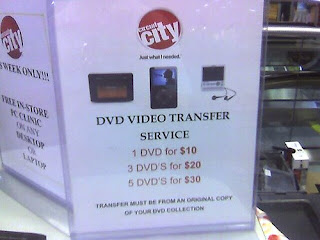 circuit
city
Just what I needed.
DVD VIDEO TRANSFER
SERVICE
1 DVD for $10
3 DVD'S for $20
5 DVD'S for $30
TRANSFER MUST BE FROM AN ORIGINAL COPY
OF YOUR DVD COLLECTION
city
WEEK ONLY!!!
FREE IN-STORE
PC CLINIC
ON ANY
DESKTOP
OR
LAPTOP